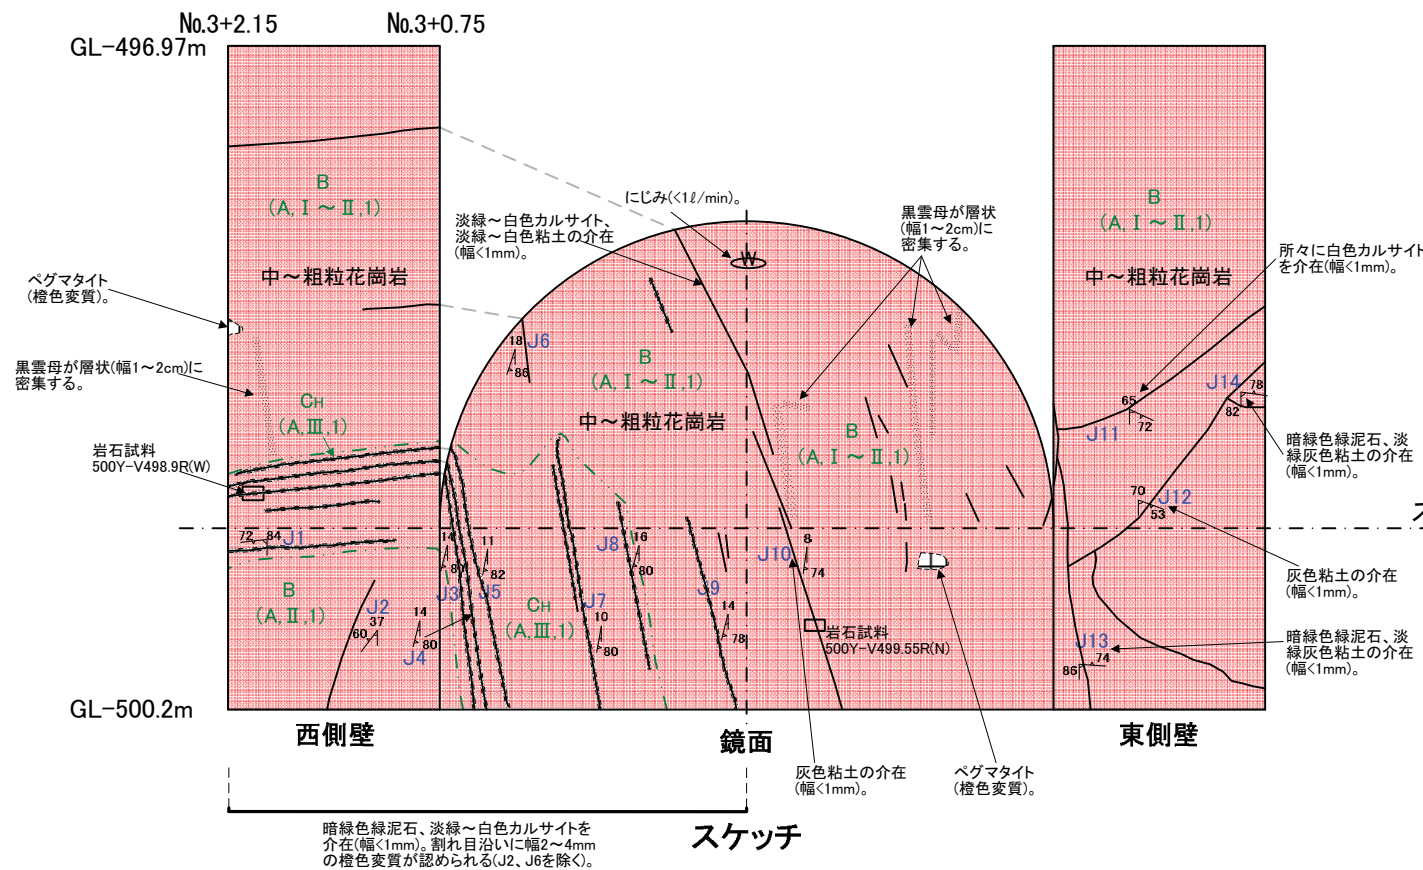 No.3+2.15
No.3+0.75
GL-496.97m
B
(A, I ～ II,1)
中～粗粒花崗岩
ペグマタイト
(橙色変質)。
黒雲母が層状(幅1～2cm)に
密集する。
CH
(A,III,1)
岩石試料
500Y-V498.9R(W)
72
84
J1
B
(A, II,1)
J2
37
60
14
80
J4
GL-500.2m
西側壁
にじみ(<1ℓ/min)。
W
淡緑～白色カルサイト、
淡緑～白色粘土の介在
(幅<1mm)。
黒雲母が層状
(幅1～2cm)に
密集する。
18
J6
86
B
(A, I ～ II,1)
中～粗粒花崗岩
B
(A, I ～ II,1)
14
80
J3
11
82
J5
CH
(A,III,1)
J8
16
80
J7
10
80
J9
14
78
J10
8
74
岩石試料
500Y-V499.55R(N)
鏡面
灰色粘土の介在
(幅<1mm)。
ペグマタイト
(橙色変質)。
B
(A, I ～ II,1)
中～粗粒花崗岩
所々に白色カルサイト
を介在(幅<1mm)。
65
72
J11
J14
78
82
暗緑色緑泥石、淡
緑灰色粘土の介在
(幅<1mm)。
70
53
J12
ス
灰色粘土の介在
(幅<1mm)。
J13
74
86
暗緑色緑泥石、淡
緑灰色粘土の介在
(幅<1mm)。
東側壁
暗緑色緑泥石、淡緑～白色カルサイトを
介在(幅<1mm)。割れ目沿いに幅2～4mm
の橙色変質が認められる(J2、J6を除く)。
スケッチ